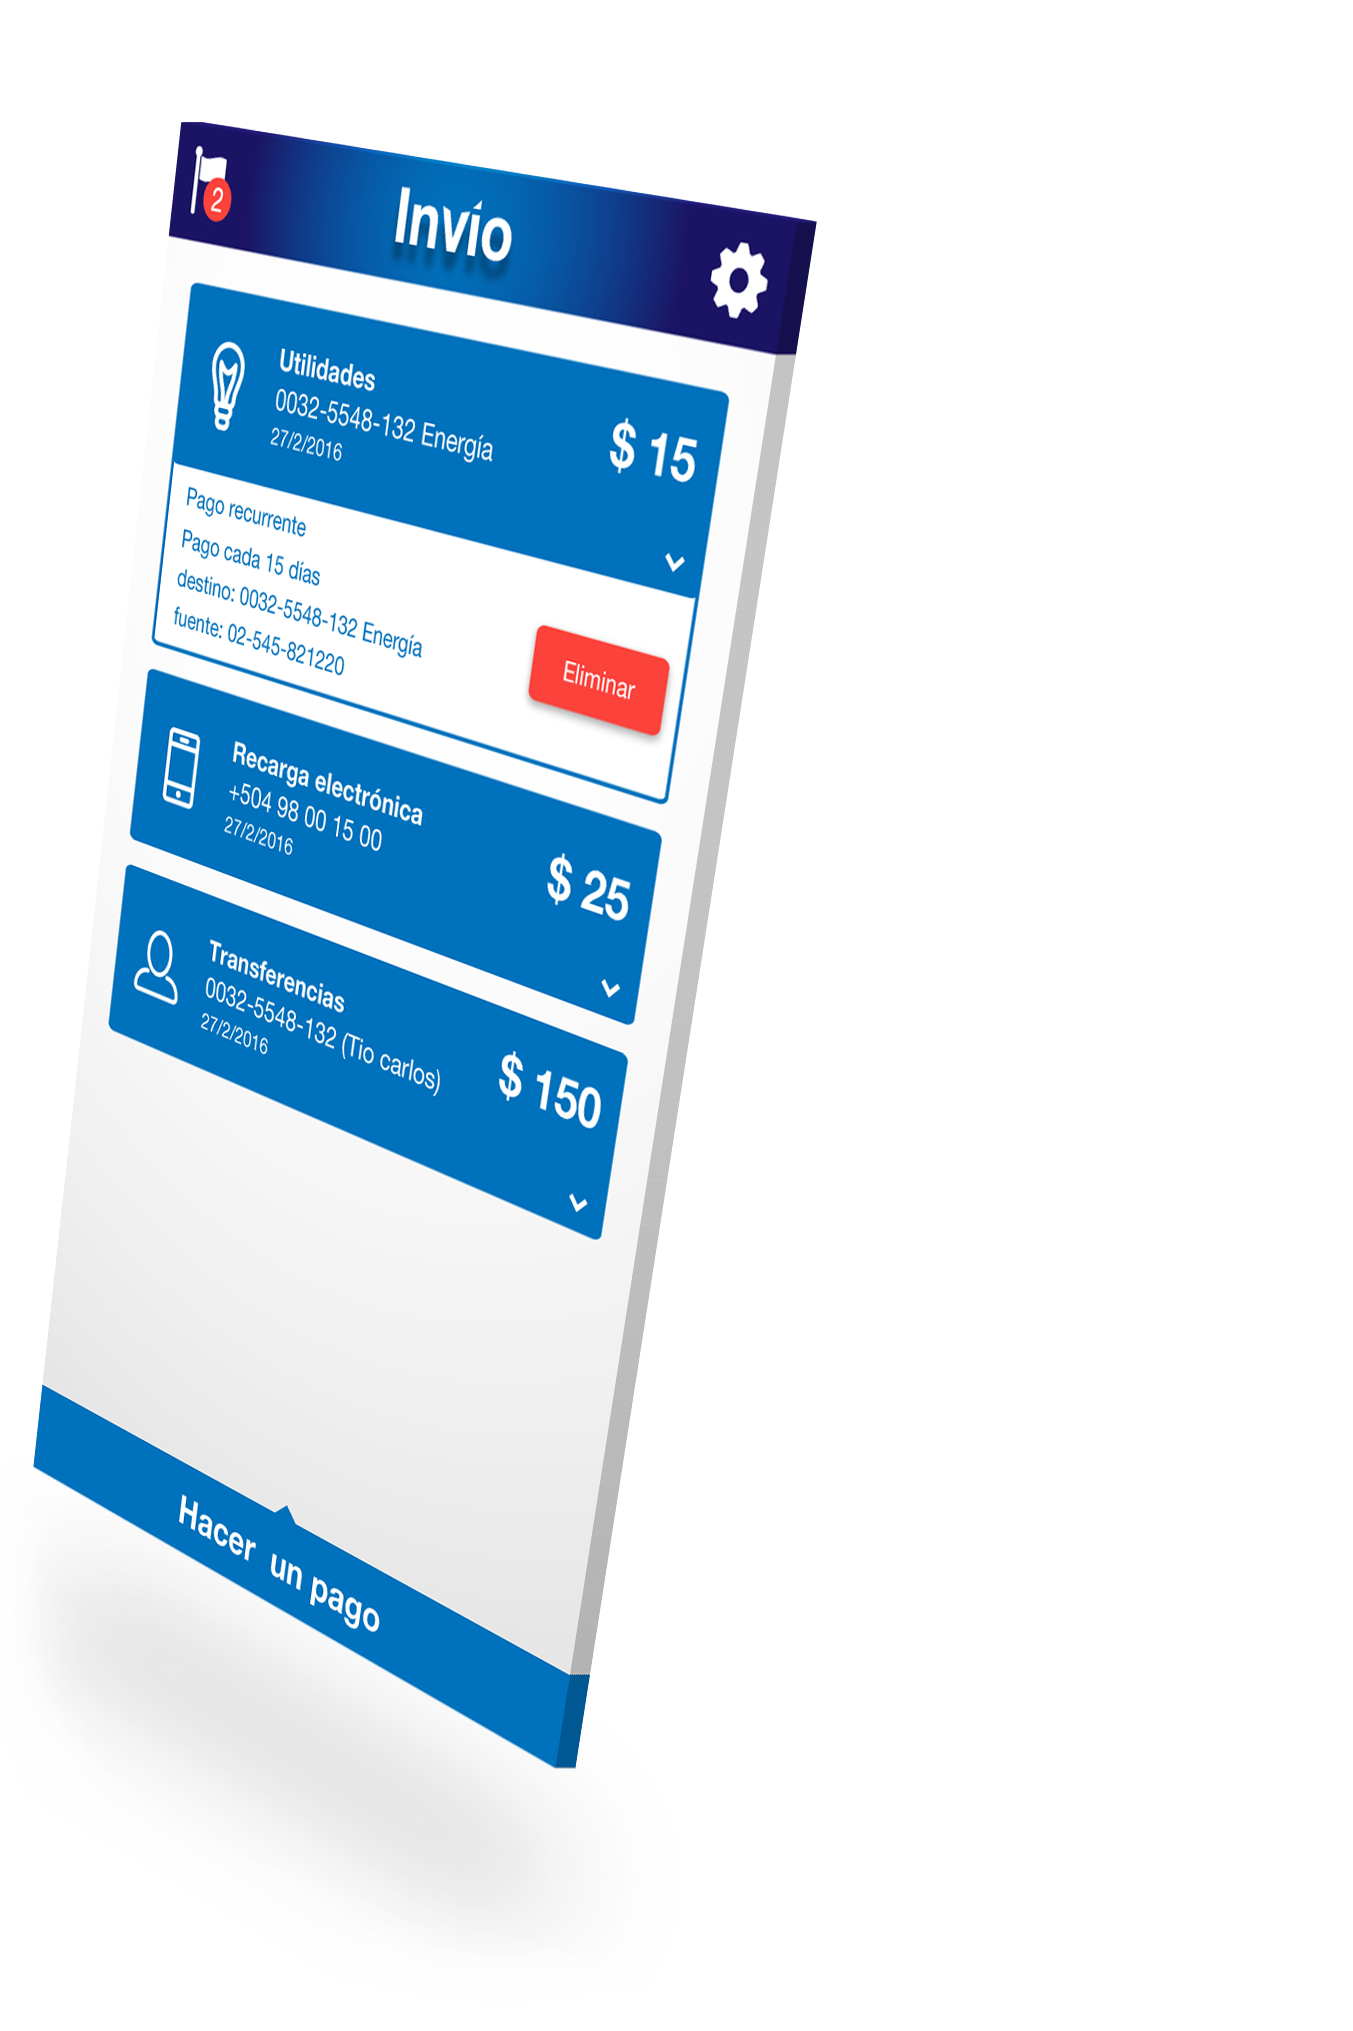 2
Invío
Utilidades
0032-5548-132 Energía
27/2/2016
$ 15
Pago recurrente
Pago cada 15 días
destino: 0032-5548-132 Energía
fuente: 02-545-821220
Eliminar
Recarga electrónica
+504 98 00 15 00
27/2/2016
$ 25
Transferencias
0032-5548-132 (Tio carlos)
27/2/2016
$ 150
Hacer un pago